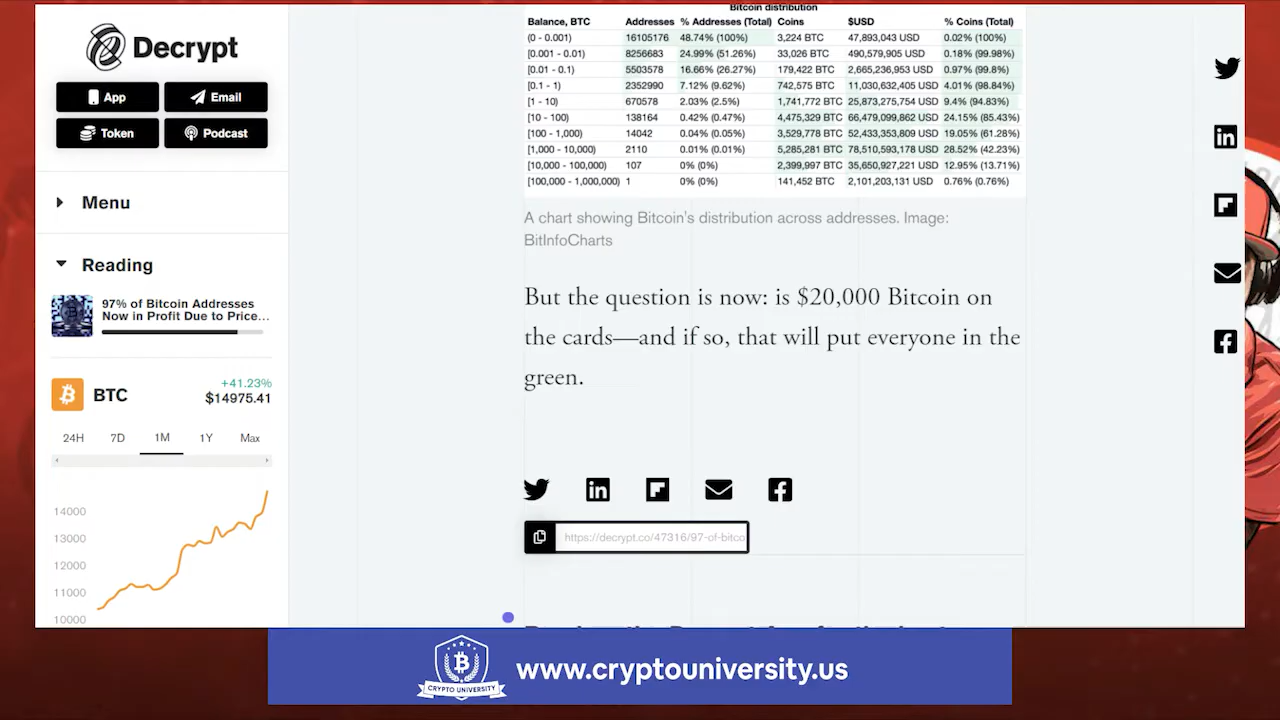 Decrypt
App
Email
Token
Podcast
Menu
Reading
97% of Bitcoin Addresses
Now in Profit Due to Price...
BTC
+41.23%
$14975.41
24H 7D 1M 1Y Max
14000
13000
12000
11000
10000
Bitcoin distribution
Balance, BTC Addresses % Addresses (Total) Coins $USD % Coins (Total)
(0 - 0.001) 16105176 48.74% (100%) 3,224 BTC 47,893,043 USD 0.02% (100%)
[0.001 - 0.01) 8256683 24.99% (51.26%) 33,026 BTC 490,579,905 USD 0.18% (99.98%)
[0.01 - 0.1) 5503578 16.66% (26.27%) 179,422 BTC 2,665,236,953 USD 0.97% (99.8%)
[0.1 - 1) 2352990 7.12% (9.62%) 742,575 BTC 11,030,632,405 USD 4.01% (98.84%)
[1 - 10) 670578 2.03% (2.5%) 1,741,772 BTC 25,873,275,754 USD 9.4% (94.83%)
[10 - 100) 138164 0.42% (0.47%) 4,475,329 BTC 66,479,099,862 USD 24.15% (85.43%)
[100 - 1,000) 14042 0.04% (0.05%) 3,529,778 BTC 52,433,353,809 USD 19.05% (61.28%)
[1,000 - 10,000) 2110 0.01% (0.01%) 5,285,281 BTC 78,510,593,178 USD 28.52% (42.23%)
[10,000 - 100,000) 107 0% (0%) 2,399,997 BTC 35,650,927,221 USD 12.95% (13.71%)
[100,000 - 1,000,000) 1 0% (0%) 141,452 BTC 2,101,203,131 USD 0.76% (0.76%)
A chart showing Bitcoin's distribution across addresses. Image:
BitInfoCharts
But the question is now: is $20,000 Bitcoin on
the cards—and if so, that will put everyone in the
green.
https://decrypt.co/47316/97-of-bitco
CRYPTO UNIVERSITY
www.cryptouniversity.us